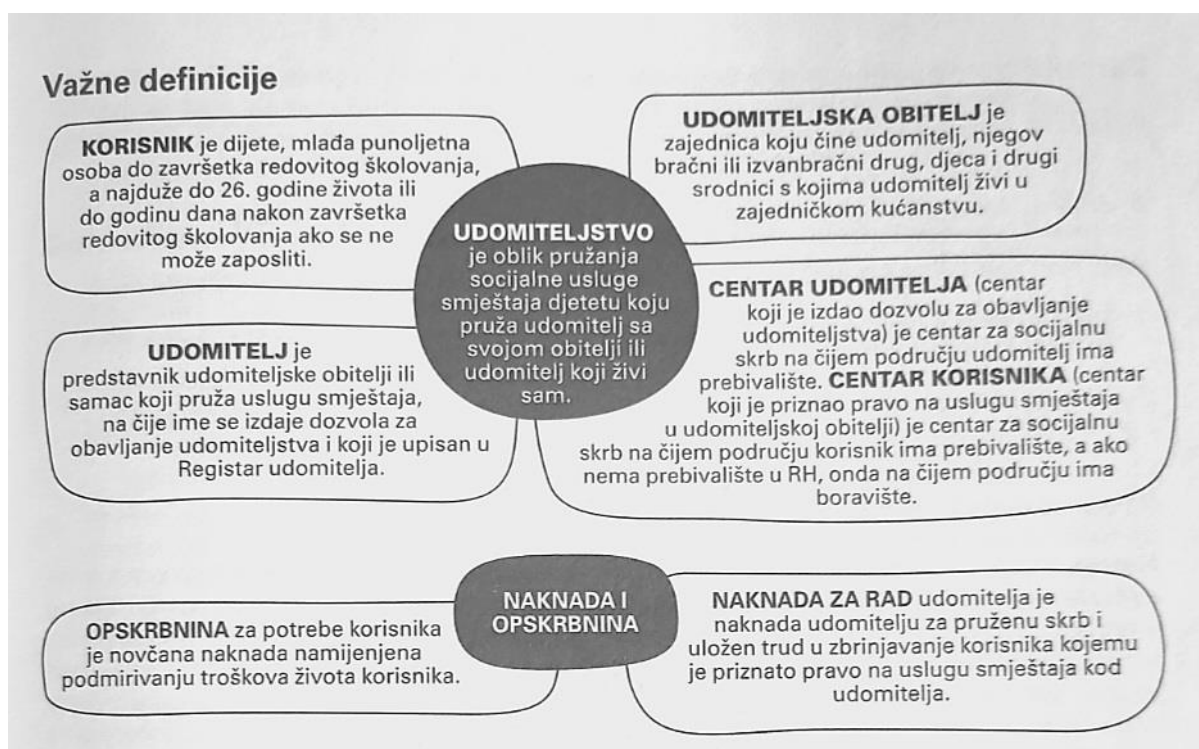 Važne definicije
KORISNIK je dijete, mlađa punoljetna
osoba do završetka redovitog školovanja,
a najduže do 26. godine života ili
do godinu dana nakon završetka
redovitog školovanja ako se ne
može zaposliti.
UDOMITELJSKA OBITELJ je
zajednica koju čine udomitelj, njegov
bračni ili izvanbračni drug, djeca i drugi
srodnici s kojima udomitelj živi u
zajedničkom kućanstvu.
UDOMITELJSTVO
je oblik pružanja
socijalne usluge
smještaja djetetu koju
pruža udomitelj sa
svojom obitelji ili
udomitelj koji živi
sam.
UDOMITELJ je
predstavnik udomiteljske obitelji ili
samac koji pruža uslugu smještaja,
na čije ime se izdaje dozvola za
obavljanje udomiteljstva i koji je upisan u
Registar udomitelja.
CENTAR UDOMITELJA (centar
koji je izdao dozvolu za obavljanje
udomiteljstva) je centar za socijalnu
skrb na čijem području udomitelj ima
prebivalište. CENTAR KORISNIKA (centar
koji je priznao pravo na uslugu smještaja
u udomiteljskoj obitelji) je centar za socijalnu
skrb na čijem području korisnik ima prebivalište, a ako
nema prebivalište u RH, onda na čijem području ima
boravište.
NAKNADA I
OPSKRBNINA
OPSKRBNINA za potrebe korisnika
je novčana naknada namijenjena
podmirivanju troškova života korisnika.
NAKNADA ZA RAD udomitelja je
naknada udomitelju za pruženu skrb i
uložen trud u zbrinjavanje korisnika kojemu
je priznato pravo na uslugu smještaja kod
udomitelja.